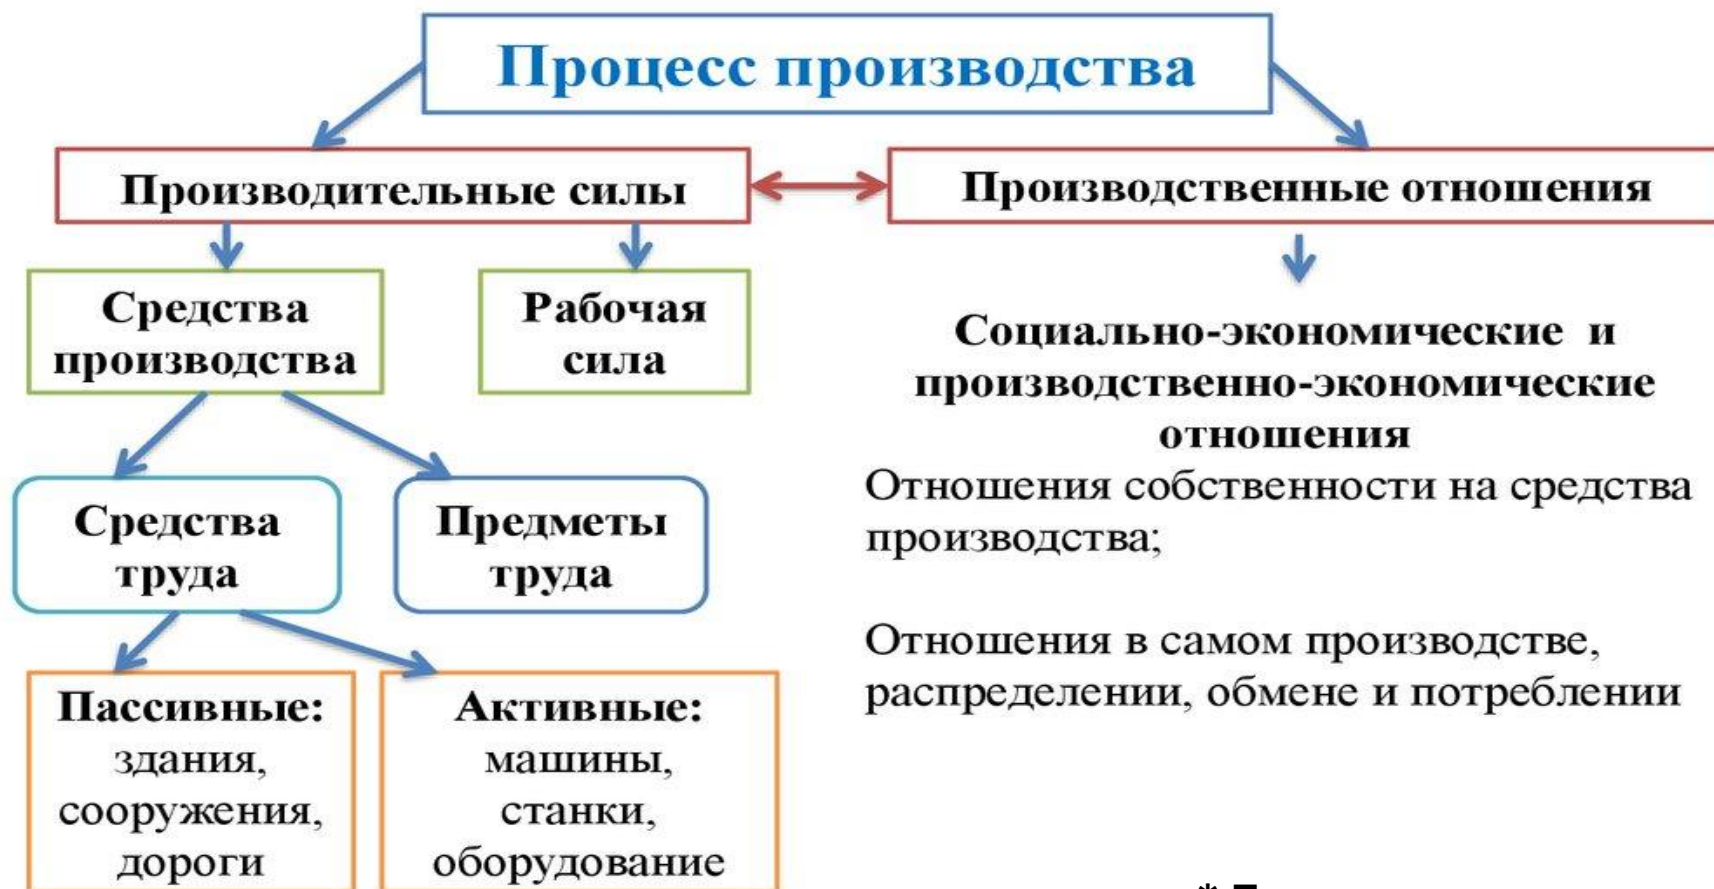 Процесс производства
Производительные силы
Производственные отношения
Средства
производства
Рабочая
сила
Средства
труда
Предметы
труда
Пассивные:
здания,
сооружения,
дороги
Активные:
машины,
станки,
оборудование
Социально-экономические и
производственно-экономические
отношения
Отношения собственности на средства
производства;
Отношения в самом производстве,
распределении, обмене и потреблении